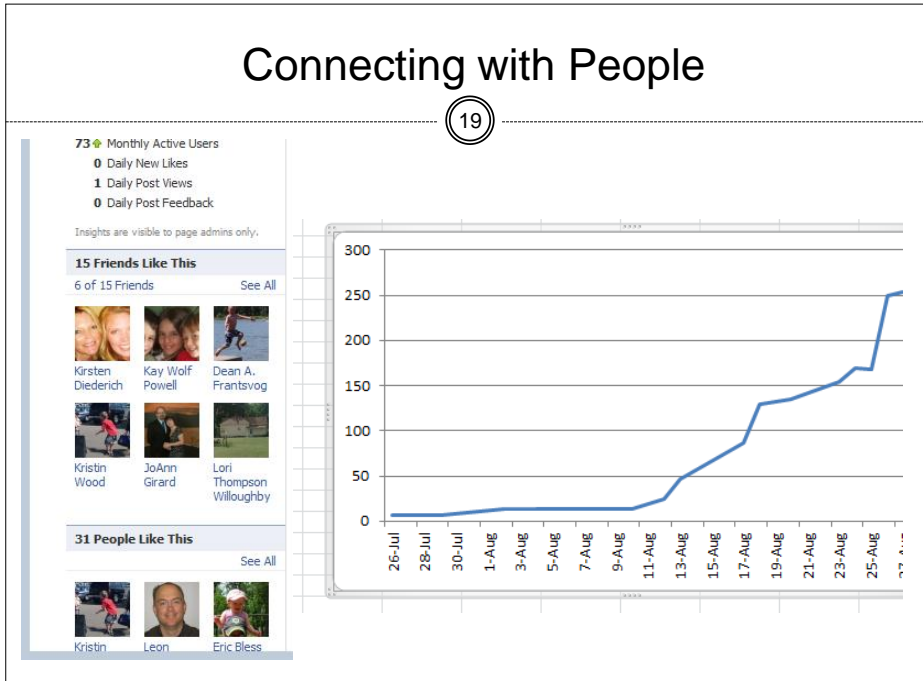 Connecting with People
19
73 Monthly Active Users
0 Daily New Likes
1 Daily Post Views
0 Daily Post Feedback
Insights are visible to page admins only.
15 Friends Like This
6 of 15 Friends See All
Kirsten Diederich
Kay Wolf Powell
Dean A. Frantsvog
Kristin Wood
JoAnn Girard
Lori Thompson Willoughby
31 People Like This
See All
Kristin
Leon
Eric Bless
300
250
200
150
100
50
0
26-Jul
28-Jul
30-Jul
1-Aug
3-Aug
5-Aug
7-Aug
9-Aug
11-Aug
13-Aug
15-Aug
17-Aug
19-Aug
21-Aug
23-Aug
25-Aug
27-Aug